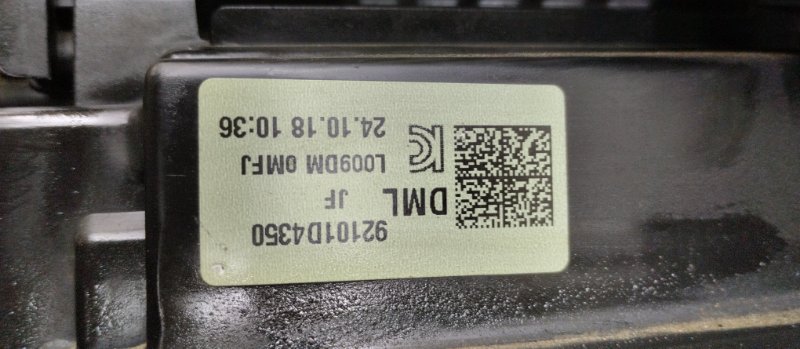 92101D4350
DML JF
L009DM 0MFJ
24.10.18 10:36